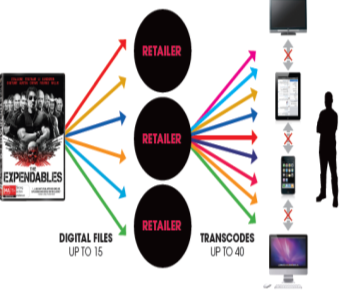 RETAILER
THE
EXPENDABLES
RETAILER
RETAILER
DIGITAL FILES
UP TO 15
TRANSCODES
UP TO 40